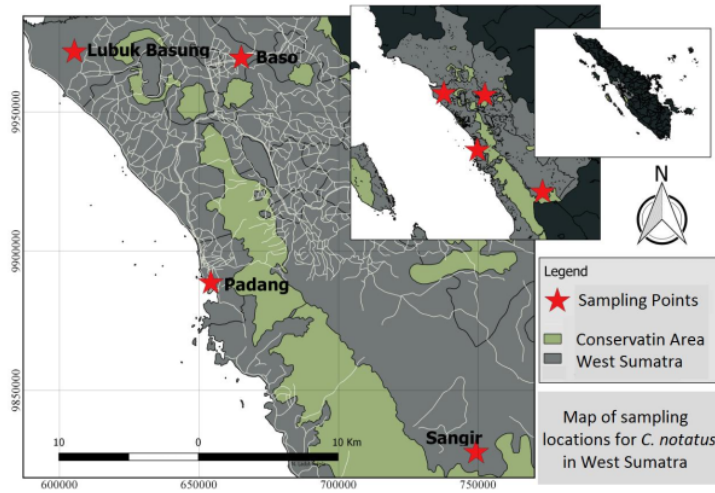 Lubuk Basung
Baso
Padang
Sangir
9950000
9900000
9850000
10
0
10 Km
600000
650000
700000
750000
N
Legend
Sampling Points
Conservatin Area
West Sumatra
Map of sampling
locations for C. notatus
in West Sumatra